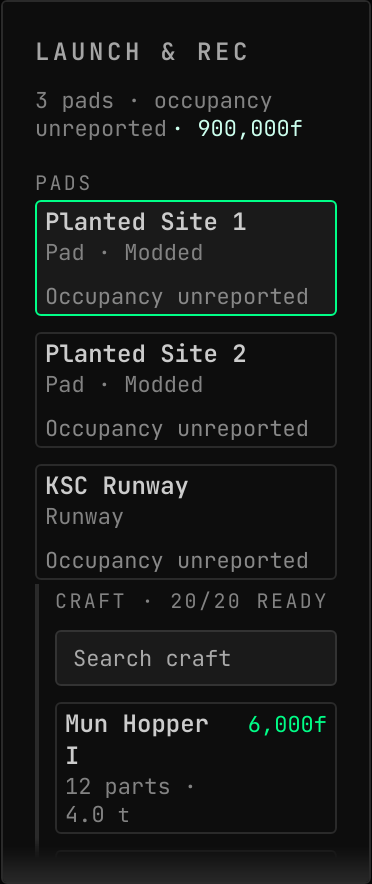 LAUNCH & REC
3 pads · occupancy
unreported · 900,000f
PADS
Planted Site 1
Pad · Modded
Occupancy unreported
Planted Site 2
Pad · Modded
Occupancy unreported
KSC Runway
Runway
Occupancy unreported
CRAFT · 20/20 READY
Search craft
Mun Hopper 6,000f
I
12 parts ·
4.0 t